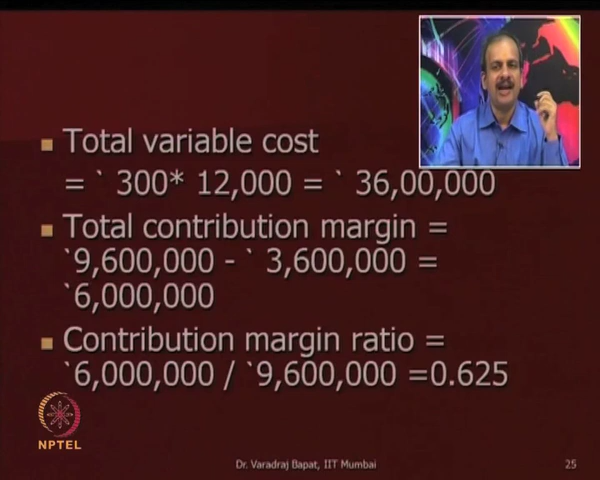 Total variable cost
= ` 300* 12,000 = ` 36,00,000
Total contribution margin =
`9,600,000 - ` 3,600,000 =
`6,000,000
Contribution margin ratio =
`6,000,000 / `9,600,000 =0.625
NPTEL
Dr. Varadraj Bapat, IIT Mumbai
25